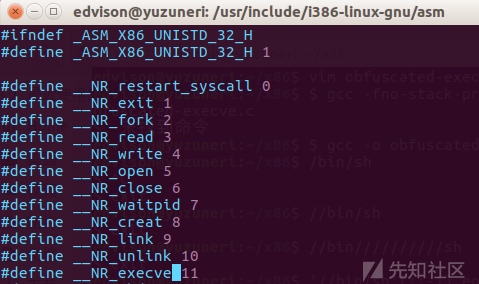 edvison@yuzuneri: /usr/include/i386-linux-gnu/asm
#ifndef _ASM_X86_UNISTD_32_H
#define _ASM_X86_UNISTD_32_H 1
#define __NR_restart_syscall 0
#define __NR_exit 1
#define __NR_fork 2
#define __NR_read 3
#define __NR_write 4
#define __NR_open 5
#define __NR_close 6
#define __NR_waitpid 7
#define __NR_creat 8
#define __NR_link 9
#define __NR_unlink 10
#define __NR_execve 11
先知社区